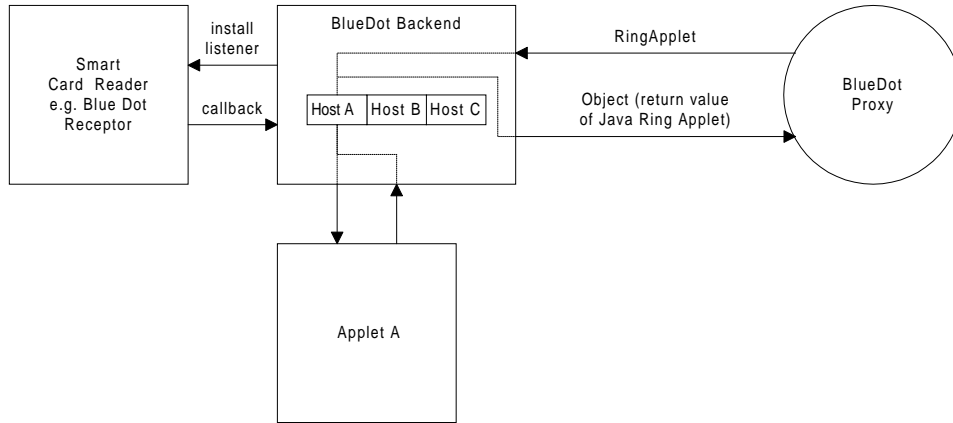 Smart
Card Reader
e.g. Blue Dot
Receptor
install
listener
callback
BlueDot Backend
Host A Host B Host C
RingApplet
Object (return value
of Java Ring Applet)
BlueDot
Proxy
Applet A